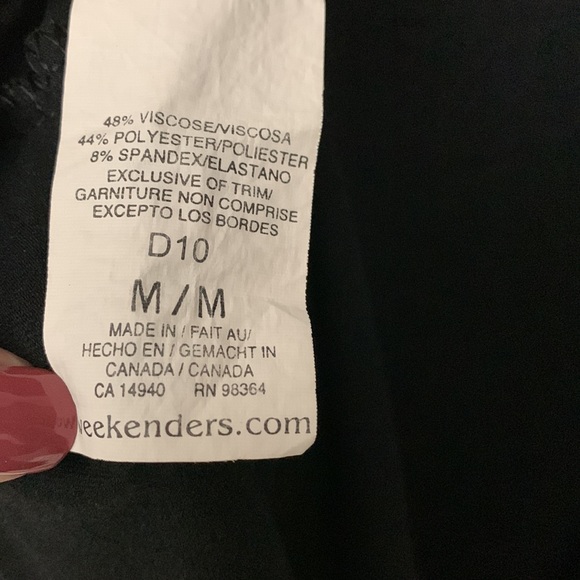 48% VISCOSE/VISCOSA
44% POLYESTER/POLIESTER
8% SPANDEX/ELASTANO
EXCLUSIVE OF TRIM/
GARNITURE NON COMPRISE
EXCEPTO LOS BORDES
D10
M / M
MADE IN / FAIT AU/
HECHO EN / GEMACHT IN
CANADA / CANADA
CA 14940 RN 98364
eekenders.com